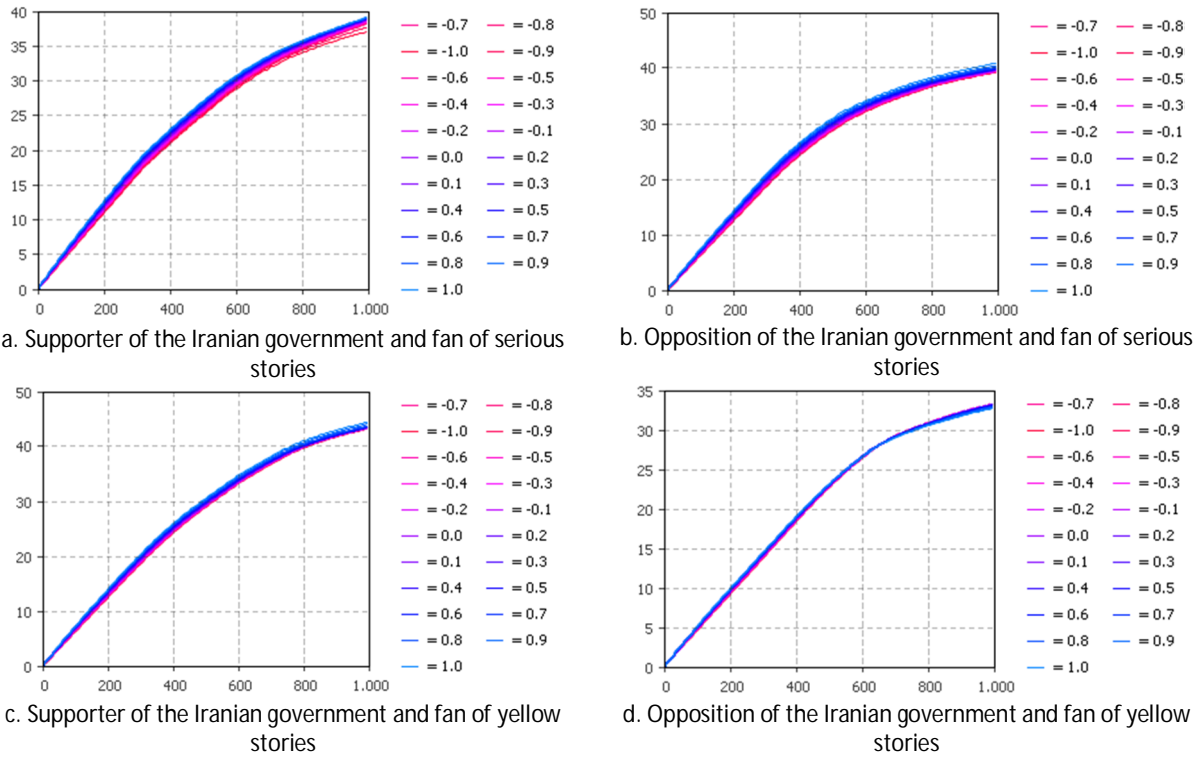 40
35
30
25
20
15
10
5
0
0 200 400 600 800 1.000
= -0.7 = -0.8
= -1.0 = -0.9
= -0.6 = -0.5
= -0.4 = -0.3
= -0.2 = -0.1
= 0.0 = 0.2
= 0.1 = 0.3
= 0.4 = 0.5
= 0.6 = 0.7
= 0.8 = 0.9
= 1.0
a. Supporter of the Iranian government and fan of serious
stories
50
40
30
20
10
0
0 200 400 600 800 1.000
= -0.7 = -0.8
= -1.0 = -0.9
= -0.6 = -0.5
= -0.4 = -0.3
= -0.2 = -0.1
= 0.0 = 0.2
= 0.1 = 0.3
= 0.4 = 0.5
= 0.6 = 0.7
= 0.8 = 0.9
= 1.0
b. Opposition of the Iranian government and fan of serious
stories
50
40
30
20
10
0
0 200 400 600 800 1.000
= -0.7 = -0.8
= -1.0 = -0.9
= -0.6 = -0.5
= -0.4 = -0.3
= -0.2 = -0.1
= 0.0 = 0.2
= 0.1 = 0.3
= 0.4 = 0.5
= 0.6 = 0.7
= 0.8 = 0.9
= 1.0
c. Supporter of the Iranian government and fan of yellow
stories
35
30
25
20
15
10
5
0
0 200 400 600 800 1.000
= -0.7 = -0.8
= -1.0 = -0.9
= -0.6 = -0.5
= -0.4 = -0.3
= -0.2 = -0.1
= 0.0 = 0.2
= 0.1 = 0.3
= 0.4 = 0.5
= 0.6 = 0.7
= 0.8 = 0.9
= 1.0
d. Opposition of the Iranian government and fan of yellow
stories